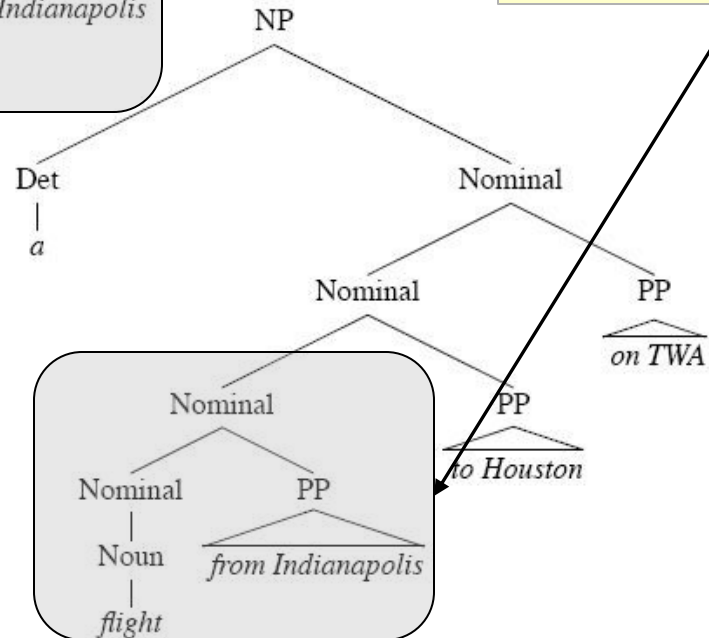 Indianapolis
NP
Det
Nominal
a
Nominal
PP
on TWA
Nominal
PP
to Houston
Nominal
PP
Noun
from Indianapolis
flight